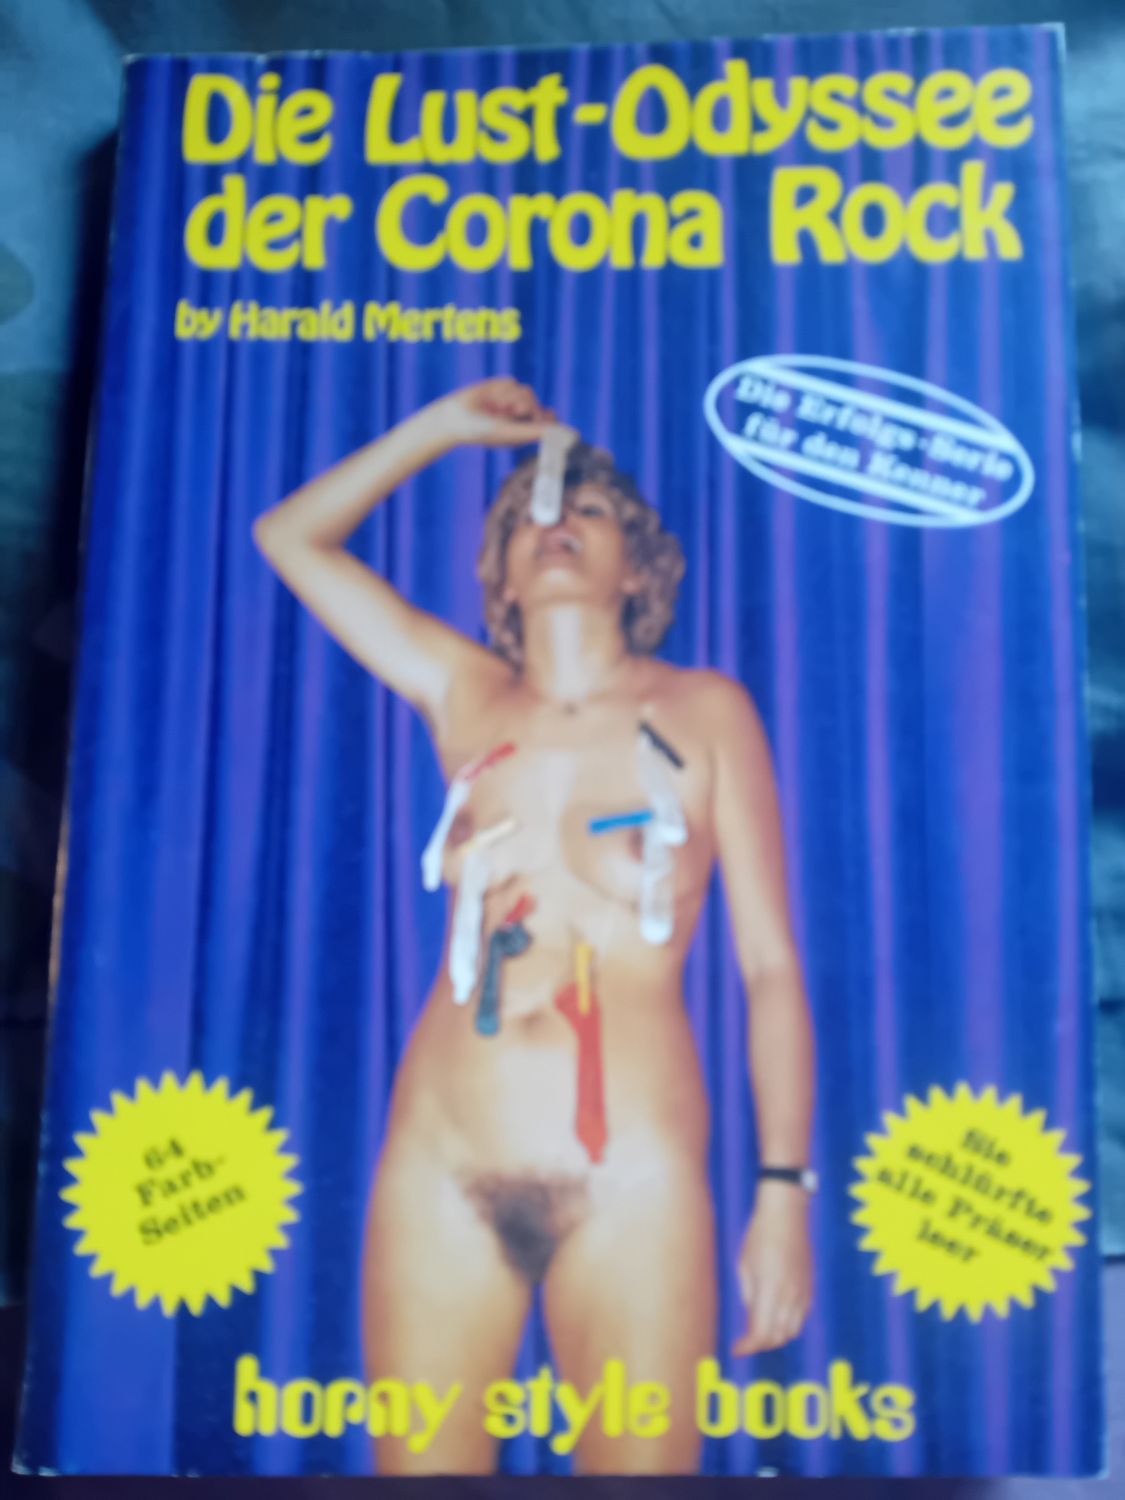 Die Lust-Odyssee
der Corona Rock
by Harald Mertens
Die Erfolgs-Serie
für den Kenner
64
Farb-
Seiten
Sie
schlürfte
alle Präser
leer
horny style books